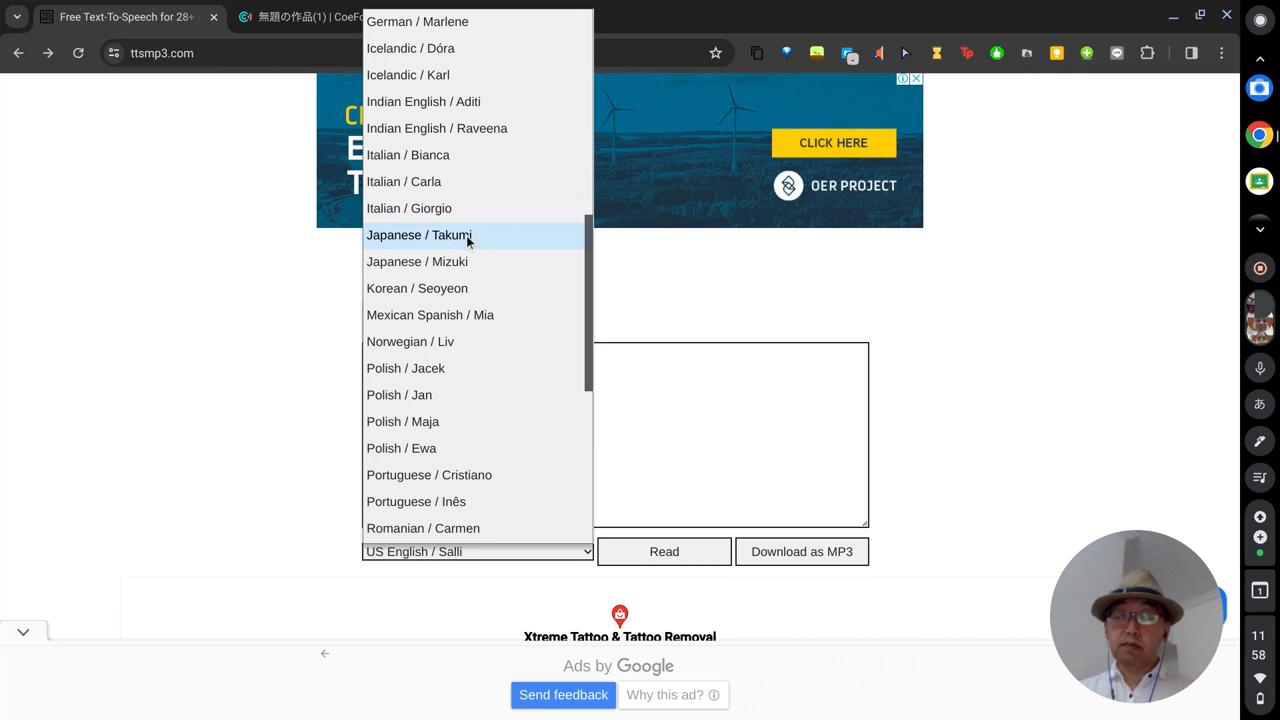 Free Text-To-Speech for 28+
無題の作品(1) | CoeFo
ttsmp3.com
German / Marlene
Icelandic / Dóra
Icelandic / Karl
Indian English / Aditi
Indian English / Raveena
Italian / Bianca
Italian / Carla
Italian / Giorgio
Japanese / Takumi
Japanese / Mizuki
Korean / Seoyeon
Mexican Spanish / Mia
Norwegian / Liv
Polish / Jacek
Polish / Jan
Polish / Maja
Polish / Ewa
Portuguese / Cristiano
Portuguese / Inês
Romanian / Carmen
US English / Salli
CLICK HERE
OER PROJECT
Read
Download as MP3
Xtreme Tattoo & Tattoo Removal
Ads by Google
Send feedback
Why this ad?
あ
1
11
58